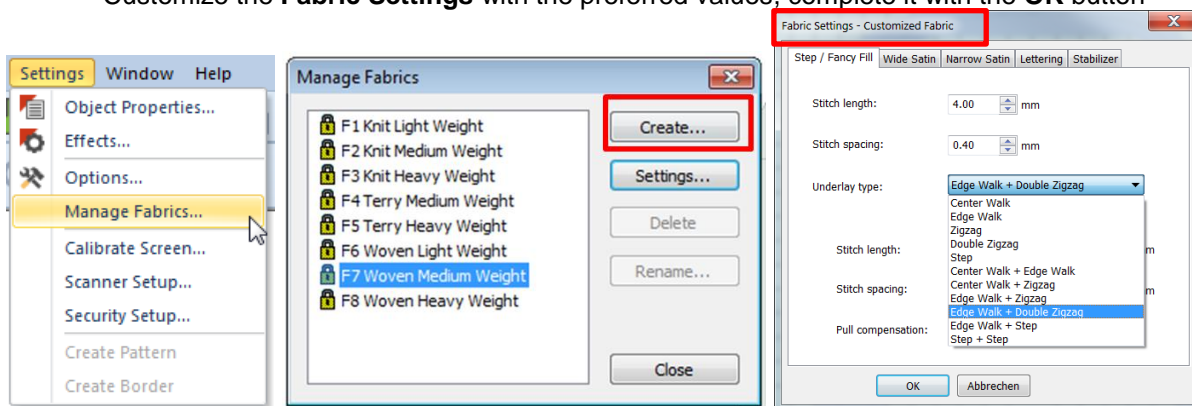 Customize the Fabric Settings with the preferred values, complete it with the OK button
Settings Window Help
Object Properties...
Effects...
Options...
Manage Fabrics...
Calibrate Screen...
Scanner Setup...
Security Setup...
Create Pattern
Create Border
Manage Fabrics
F1 Knit Light Weight
F2 Knit Medium Weight
F3 Knit Heavy Weight
F4 Terry Medium Weight
F5 Terry Heavy Weight
F6 Woven Light Weight
F7 Woven Medium Weight
F8 Woven Heavy Weight
Create...
Settings...
Delete
Rename...
Close
Fabric Settings - Customized Fabric
Step / Fancy Fill Wide Satin Narrow Satin Lettering Stabilizer
Stitch length: 4.00 mm
Stitch spacing: 0.40 mm
Underlay type: Edge Walk + Double Zigzag
Center Walk
Edge Walk
Zigzag
Double Zigzag
Step
Center Walk + Edge Walk
Center Walk + Zigzag
Edge Walk + Zigzag
Edge Walk + Double Zigzag
Edge Walk + Step
Step + Step
Stitch length: m
Stitch spacing: m
Pull compensation:
OK Abbrechen